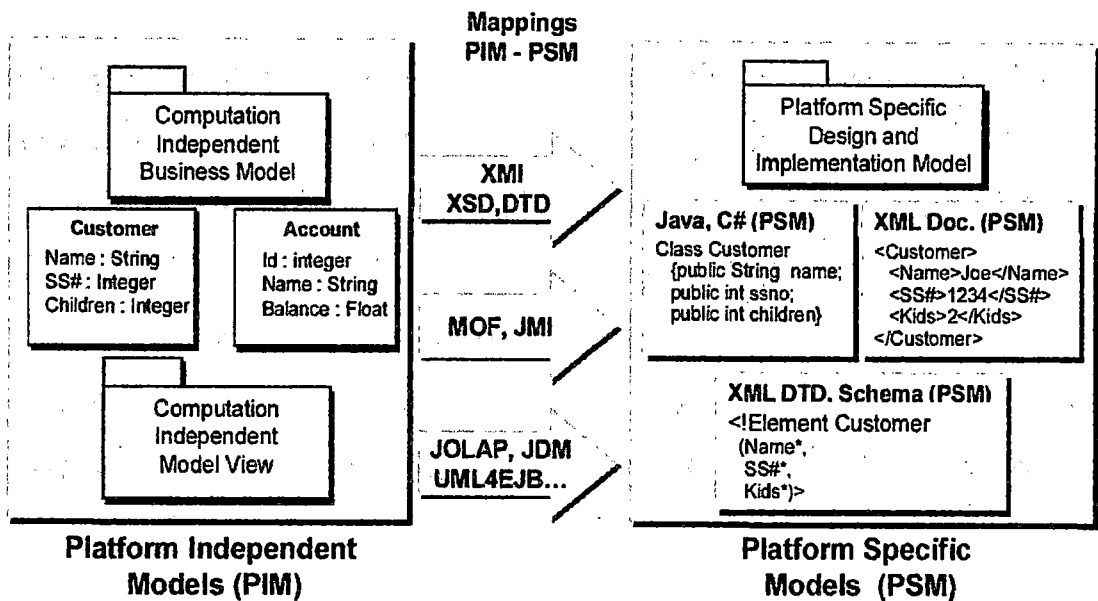 Mappings
PIM - PSM
Computation
Independent
Business Model
Customer
Name : String
SS# : Integer
Children : Integer
Account
Id : integer
Name : String
Balance : Float
Computation
Independent
Model View
Platform Independent
Models (PIM)
XMI
XSD,DTD
MOF, JMI
JOLAP, JDM
UML4EJB...
Platform Specific
Design and
Implementation Model
Java, C# (PSM)
Class Customer
{public String name;
public int ssno;
public int children}
XML Doc. (PSM)
<Customer>
<Name>Joe</Name>
<SS#>1234</SS#>
<Kids>2</Kids>
</Customer>
XML DTD. Schema (PSM)
<!Element Customer
(Name*,
SS#*,
Kids*)>
Platform Specific
Models (PSM)